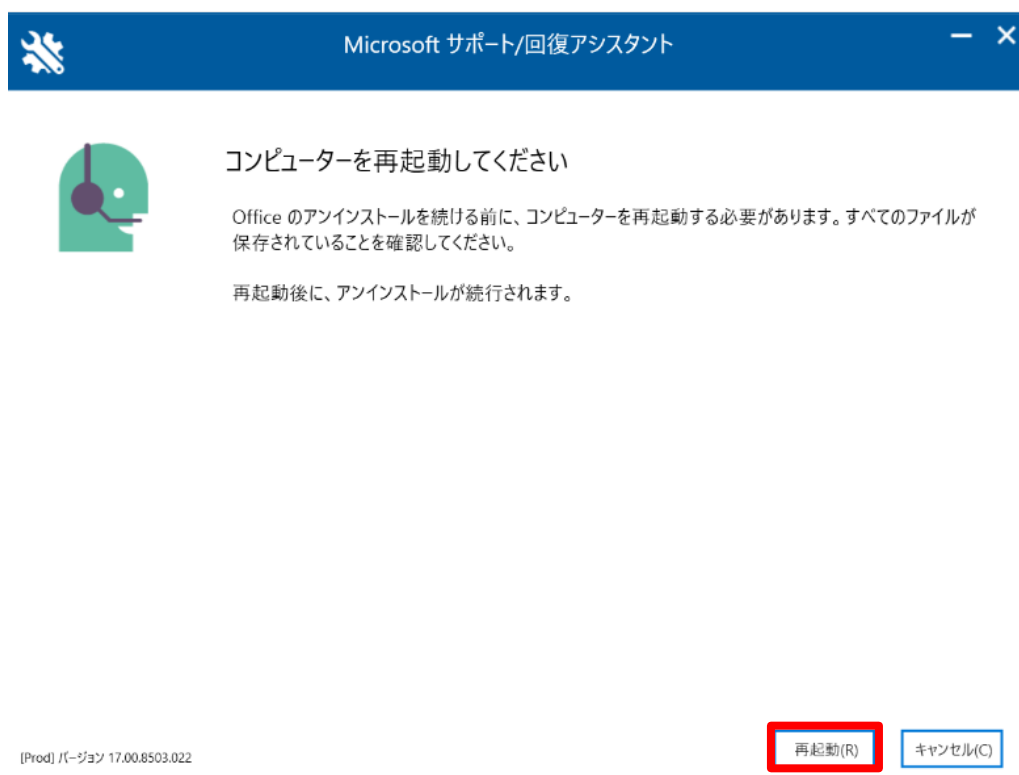 Microsoft サポート/回復アシスタント
コンピューターを再起動してください
Office のアンインストールを続ける前に、コンピューターを再起動する必要があります。すべてのファイルが
保存されていることを確認してください。
再起動後に、アンインストールが続行されます。
[Prod] バージョン 17.00.8503.022
再起動(R)
キャンセル(C)